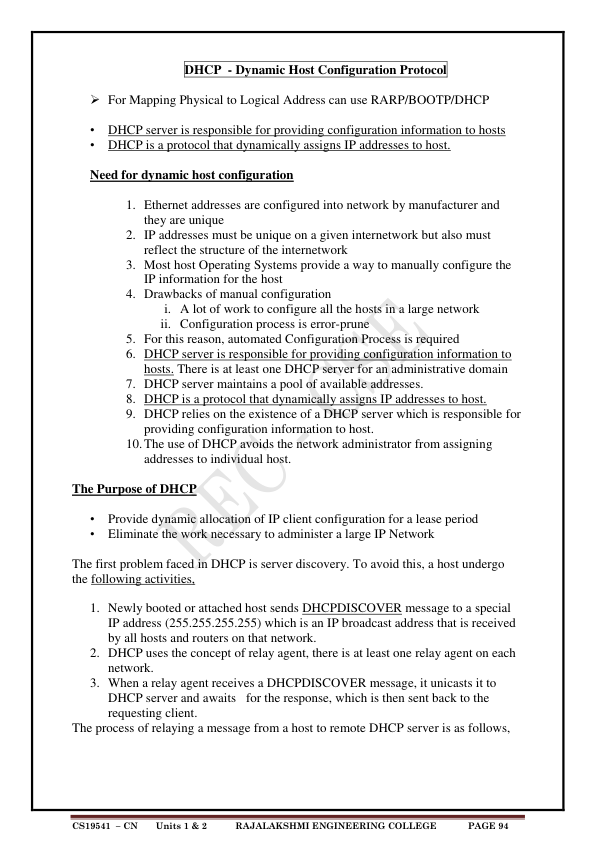 DHCP - Dynamic Host Configuration Protocol
➢ For Mapping Physical to Logical Address can use RARP/BOOTP/DHCP
• DHCP server is responsible for providing configuration information to hosts
• DHCP is a protocol that dynamically assigns IP addresses to host.
Need for dynamic host configuration
1. Ethernet addresses are configured into network by manufacturer and
they are unique
2. IP addresses must be unique on a given internetwork but also must
reflect the structure of the internetwork
3. Most host Operating Systems provide a way to manually configure the
IP information for the host
4. Drawbacks of manual configuration
i. A lot of work to configure all the hosts in a large network
ii. Configuration process is error-prune
5. For this reason, automated Configuration Process is required
6. DHCP server is responsible for providing configuration information to
hosts. There is at least one DHCP server for an administrative domain
7. DHCP server maintains a pool of available addresses.
8. DHCP is a protocol that dynamically assigns IP addresses to host.
9. DHCP relies on the existence of a DHCP server which is responsible for
providing configuration information to host.
10. The use of DHCP avoids the network administrator from assigning
addresses to individual host.
The Purpose of DHCP
• Provide dynamic allocation of IP client configuration for a lease period
• Eliminate the work necessary to administer a large IP Network
The first problem faced in DHCP is server discovery. To avoid this, a host undergo
the following activities,
1. Newly booted or attached host sends DHCPDISCOVER message to a special
IP address (255.255.255.255) which is an IP broadcast address that is received
by all hosts and routers on that network.
2. DHCP uses the concept of relay agent, there is at least one relay agent on each
network.
3. When a relay agent receives a DHCPDISCOVER message, it unicasts it to
DHCP server and awaits for the response, which is then sent back to the
requesting client.
The process of relaying a message from a host to remote DHCP server is as follows,
REC - CSE
CS19541 – CN Units 1 & 2 RAJALAKSHMI ENGINEERING COLLEGE PAGE 94